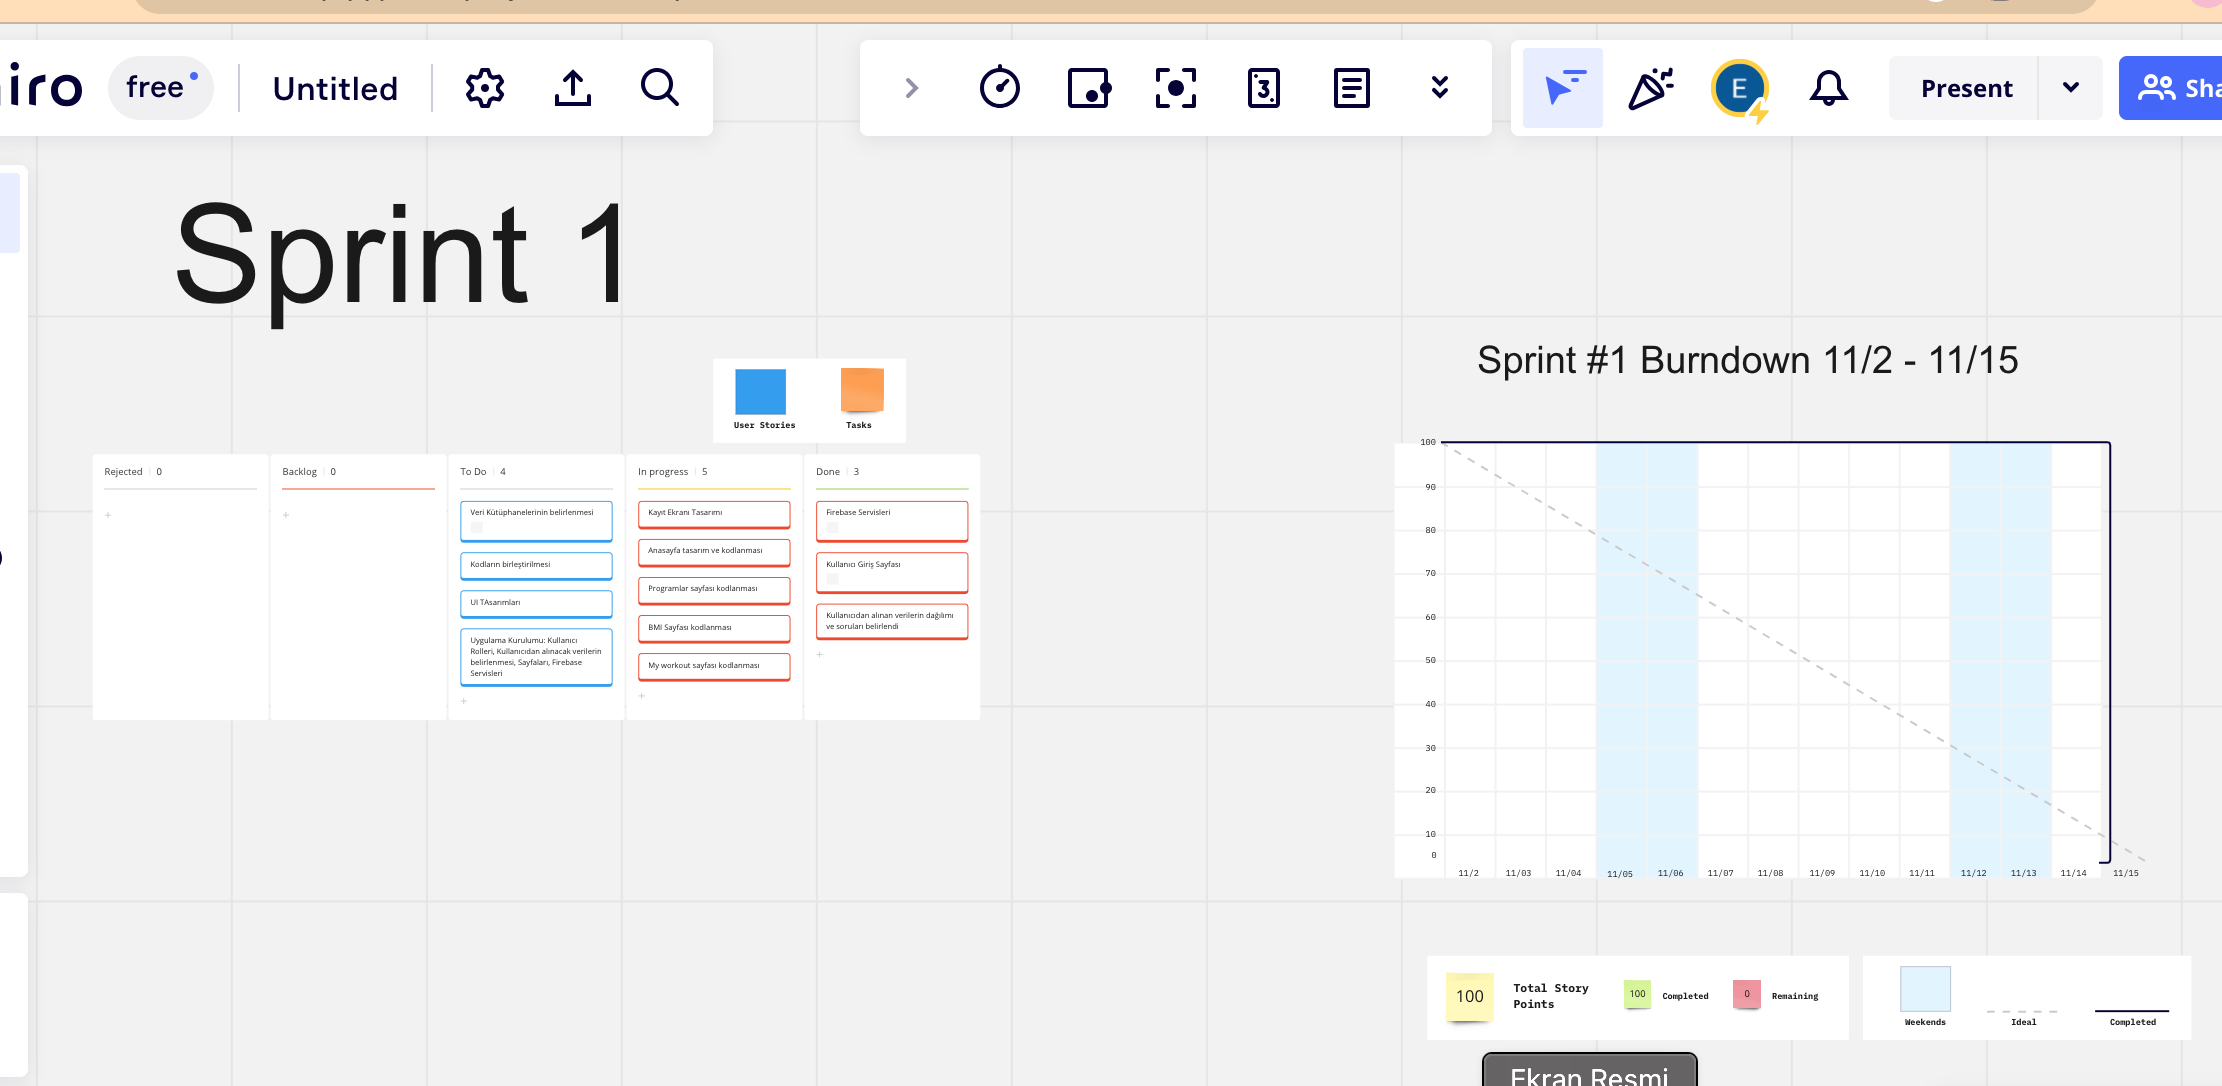 iro
free
Untitled
Present
Sha
Sprint 1
User Stories
Tasks
Rejected 0
Backlog 0
To Do 4
In progress 5
Done 3
Veri Kütüphanelerinin belirlenmesi
Kodların birleştirilmesi
UI TAsarımları
Uygulama Kurulumu: Kullanıcı
Rolleri, Kullanıcıdan alınacak verilerin
belirlenmesi, Sayfaları, Firebase
Servisleri
Kayıt Ekranı Tasarımı
Anasayfa tasarım ve kodlanması
Programlar sayfası kodlanması
BMI Sayfası kodlanması
My workout sayfası kodlanması
Firebase Servisleri
Kullanıcı Giriş Sayfası
Kullanıcıdan alınan verilerin dağılımı
ve soruları belirlendi
Sprint #1 Burndown 11/2 - 11/15
100
90
80
70
60
50
40
30
20
10
0
11/2 11/03 11/04 11/05 11/06 11/07 11/08 11/09 11/10 11/11 11/12 11/13 11/14 11/15
100
Total Story
Points
100
Completed
0
Remaining
Weekends
Ideal
Completed
Ekran Resmi